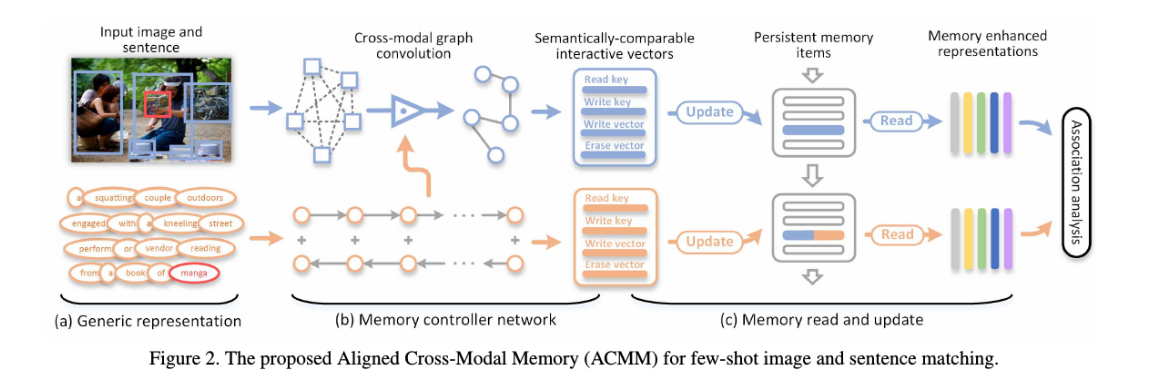 Input image and
sentence
Cross-modal graph
convolution
Semantically-comparable
interactive vectors
Persistent memory
items
Memory enhanced
representations
Read key
Write key
Write vector
Erase vector
Update
Read
a squatting couple outdoors
engaged with a kneeling street
perform or vendor reading
from a book of manga
Read key
Write key
Write vector
Erase vector
Update
Read
Association analysis
(a) Generic representation
(b) Memory controller network
(c) Memory read and update
Figure 2. The proposed Aligned Cross-Modal Memory (ACMM) for few-shot image and sentence matching.